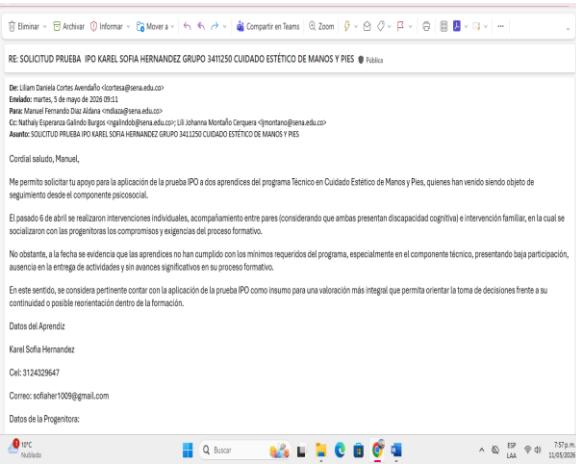 Eliminar Archivar Informar Mover a Compartir en Teams Zoom
RE: SOLICITUD PRUEBA IPO KAREL SOFIA HERNANDEZ GRUPO 3411250 CUIDADO ESTÉTICO DE MANOS Y PIES Pública
De: Liliam Daniela Cortes Avendaño <lcortesa@sena.edu.co>
Enviado: martes, 5 de mayo de 2026 09:11
Para: Manuel Fernando Diaz Aldana <mdiaza@sena.edu.co>
Cc: Nathaly Esperanza Galindo Burgos <ngalindob@sena.edu.co>; Lili Johanna Montaño Cerquera <ljmontano@sena.edu.co>
Asunto: SOLICITUD PRUEBA IPO KAREL SOFIA HERNANDEZ GRUPO 3411250 CUIDADO ESTÉTICO DE MANOS Y PIES
Cordial saludo, Manuel,
Me permito solicitar tu apoyo para la aplicación de la prueba IPO a dos aprendices del programa Técnico en Cuidado Estético de Manos y Pies, quienes han venido siendo objeto de
seguimiento desde el componente psicosocial.
El pasado 6 de abril se realizaron intervenciones individuales, acompañamiento entre pares (considerando que ambas presentan discapacidad cognitiva) e intervención familiar, en la cual se
socializaron con las progenitoras los compromisos y exigencias del proceso formativo.
No obstante, a la fecha se evidencia que las aprendices no han cumplido con los mínimos requeridos del programa, especialmente en el componente técnico, presentando baja participación,
ausencia en la entrega de actividades y sin avances significativos en su proceso formativo.
En este sentido, se considera pertinente contar con la aplicación de la prueba IPO como insumo para una valoración más integral que permita orientar la toma de decisiones frente a su
continuidad o posible reorientación dentro de la formación.
Datos del Aprendiz
Karel Sofia Hernandez
Cel: 3124329647
Correo: sofiaher1009@gmail.com
Datos de la Progenitora:
10°C
Nublado
Buscar
ESP
LAA
7:57 p.m.
11/05/2026